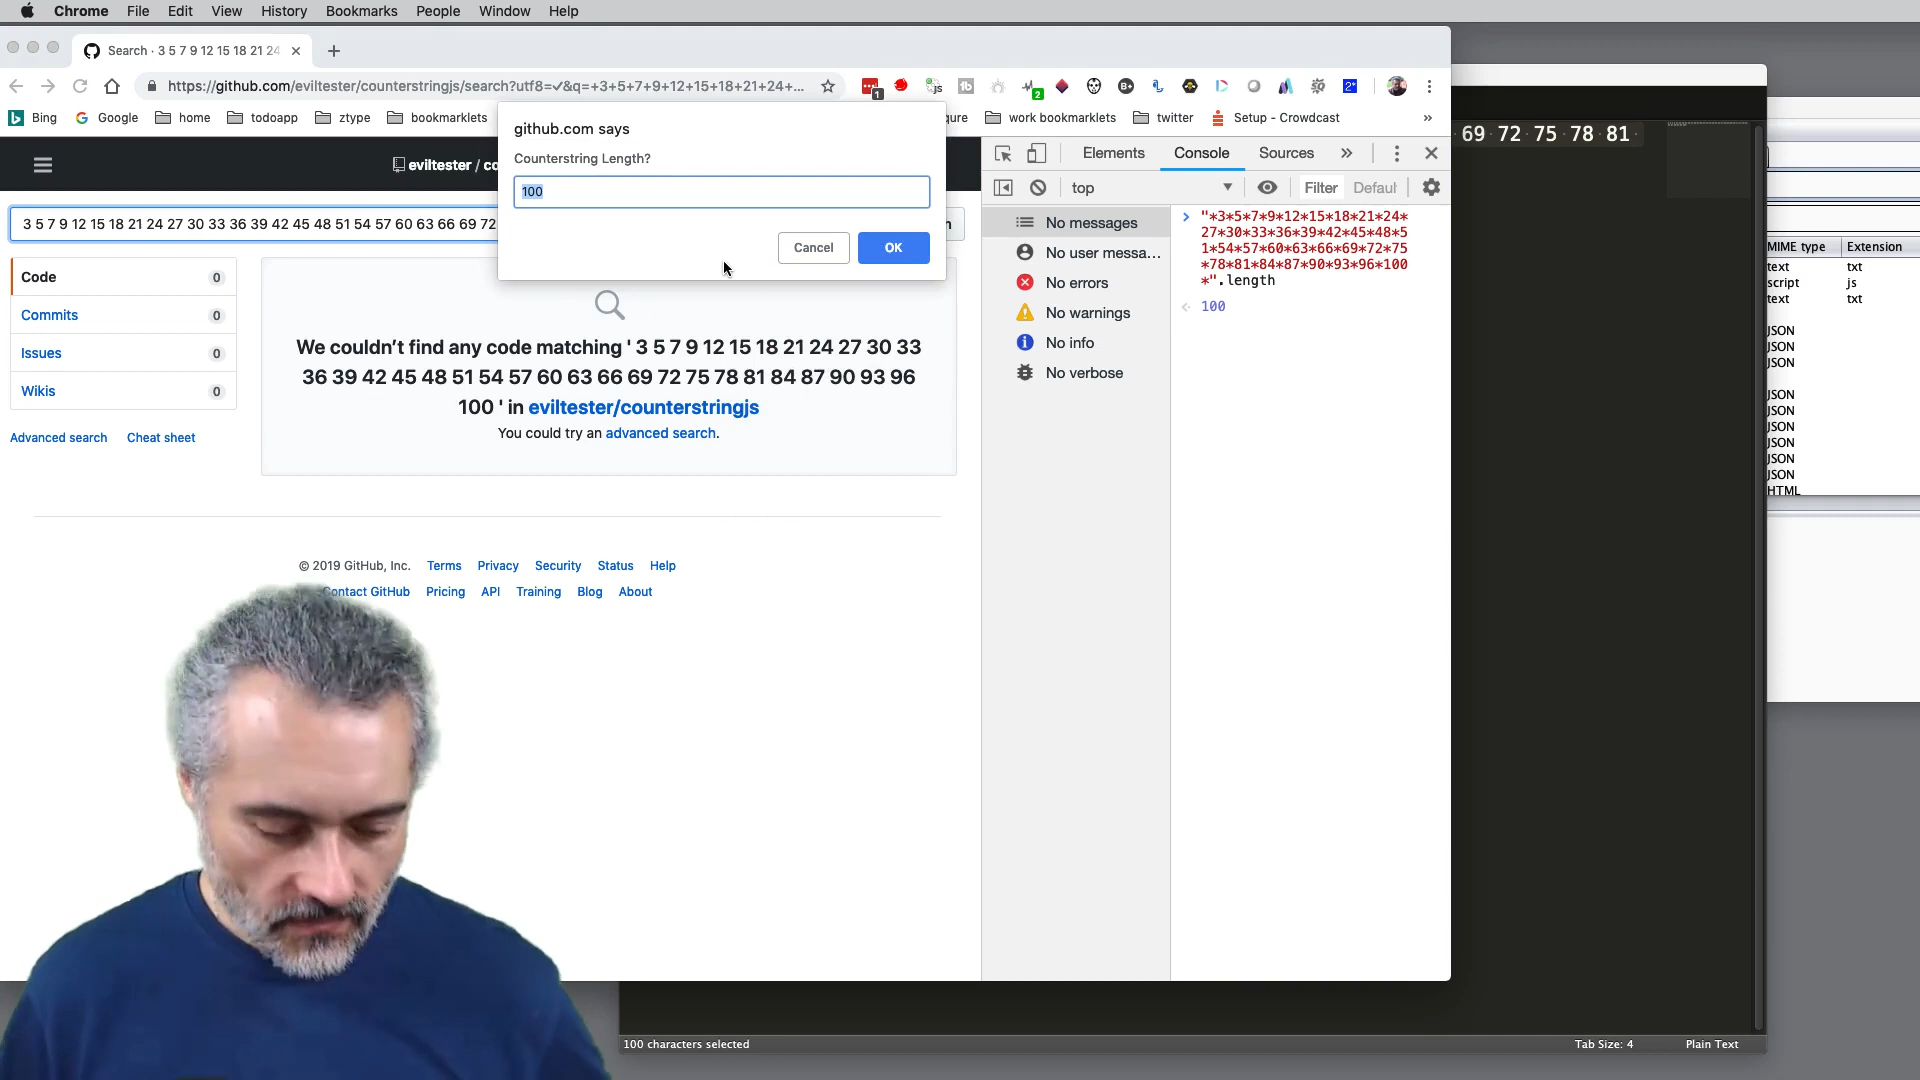 Chrome File Edit View History Bookmarks People Window Help
Search · 3 5 7 9 12 15 18 21 24
https://github.com/eviltester/counterstringjs/search?utf8=✓&q=+3+5+7+9+12+15+18+21+24+...
1
2
B+
2*
Bing Google home todoapp ztype bookmarklets work bookmarklets twitter Setup - Crowdcast »
github.com says
Counterstring Length?
100
Cancel OK
eviltester / co
3 5 7 9 12 15 18 21 24 27 30 33 36 39 42 45 48 51 54 57 60 63 66 69 72
Code 0
Commits 0
Issues 0
Wikis 0
Advanced search Cheat sheet
We couldn't find any code matching ' 3 5 7 9 12 15 18 21 24 27 30 33
36 39 42 45 48 51 54 57 60 63 66 69 72 75 78 81 84 87 90 93 96
100 ' in eviltester/counterstringjs
You could try an advanced search.
© 2019 GitHub, Inc. Terms Privacy Security Status Help
Contact GitHub Pricing API Training Blog About
Elements Console Sources »
top Filter Defaul
No messages
No user messa...
No errors
No warnings
No info
No verbose
"*3*5*7*9*12*15*18*21*24*
27*30*33*36*39*42*45*48*5
1*54*57*60*63*66*69*72*75
*78*81*84*87*90*93*96*100
*".length
100
69 72 75 78 81
MIME type Extension
text txt
script js
text txt
JSON
JSON
JSON
JSON
JSON
JSON
JSON
JSON
JSON
HTML
100 characters selected Tab Size: 4 Plain Text